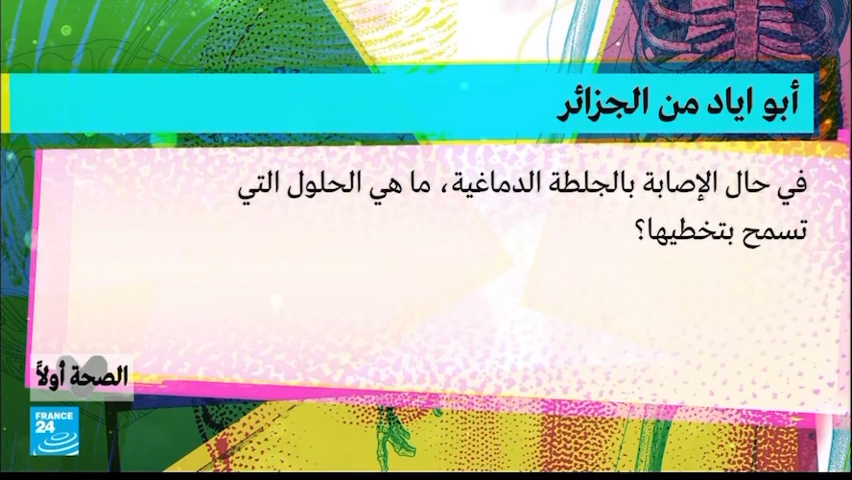 أبو اياد من الجزائر
في حال الإصابة بالجلطة الدماغية، ما هي الحلول التي
تسمح بتخطيها؟
الصحة أولاً
FRANCE
24